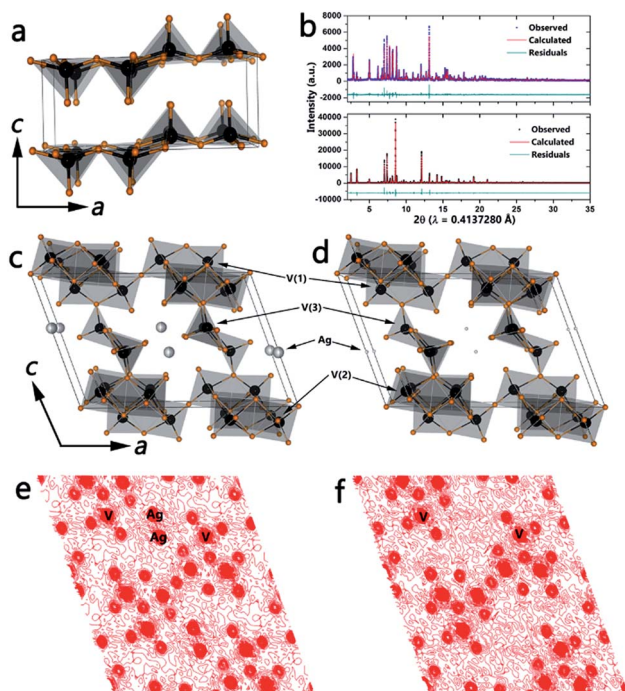 a
c
a
b
8000
6000
4000
2000
0
-2000
Observed
Calculated
Residuals
Intensity (a.u.)
40000
30000
20000
10000
0
-10000
Observed
Calculated
Residuals
5 10 15 20 25 30 35
2θ (λ = 0.4137280 Å)
c
d
V(1)
V(3)
Ag
V(2)
c
a
e
V
Ag
Ag
V
f
V
V